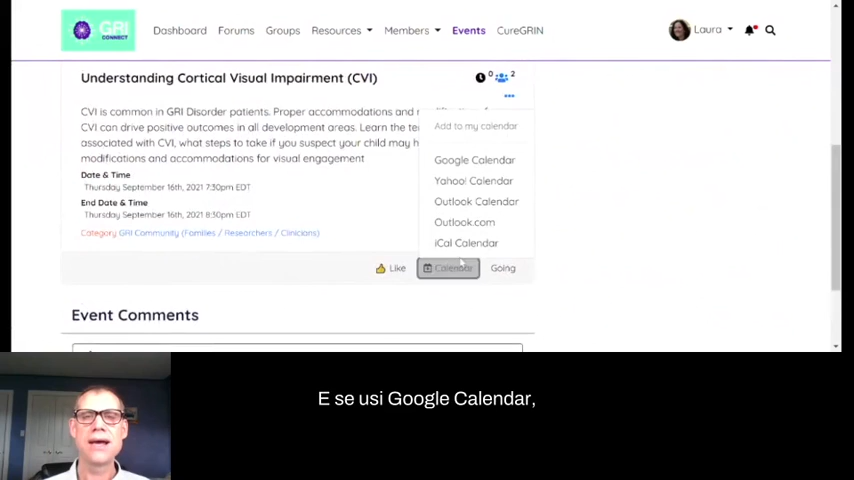 GRI
CONNECT
Dashboard Forums Groups Resources Members Events CureGRIN Laura
Understanding Cortical Visual Impairment (CVI)
0 2
CVI is common in GRI Disorder patients. Proper accommodations and
CVI can drive positive outcomes in all development areas. Learn the
associated with CVI, what steps to take if you suspect your child may
modifications and accommodations for visual engagement
Date & Time
Thursday September 16th, 2021 7:30pm EDT
End Date & Time
Thursday September 16th, 2021 8:30pm EDT
Category: GRI Community (Families / Researchers / Clinicians)
Add to my calendar
Google Calendar
Yahoo! Calendar
Outlook Calendar
Outlook.com
iCal Calendar
Like Calendar Going
Event Comments
E se usi Google Calendar,